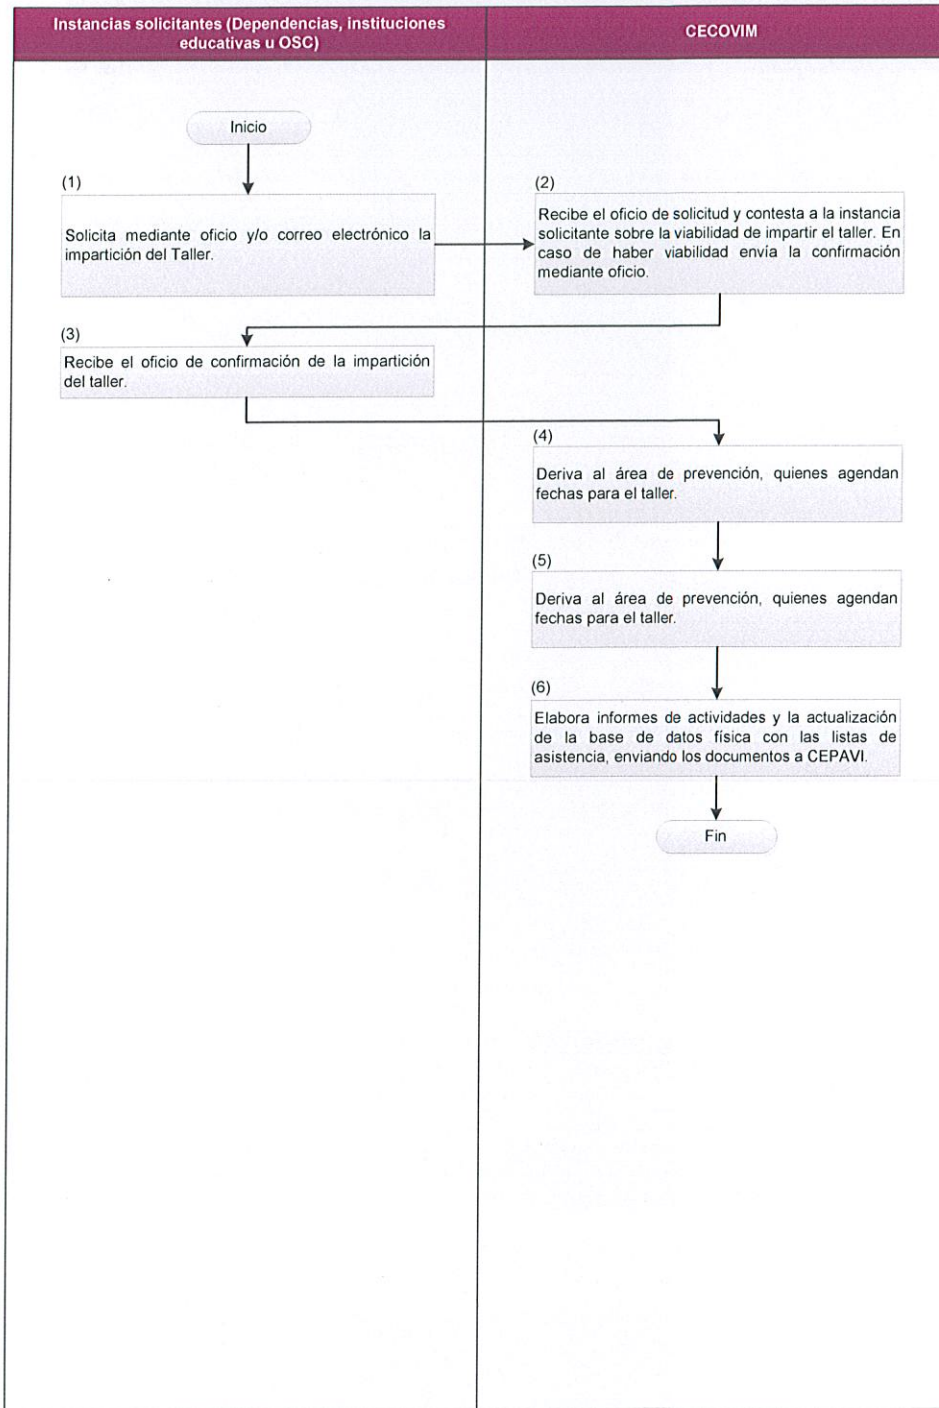 Instancias solicitantes (Dependencias, instituciones
educativas u OSC)
CECOVIM
Inicio
(1)
Solicita mediante oficio y/o correo electrónico la
impartición del Taller.
(2)
Recibe el oficio de solicitud y contesta a la instancia
solicitante sobre la viabilidad de impartir el taller. En
caso de haber viabilidad envía la confirmación
mediante oficio.
(3)
Recibe el oficio de confirmación de la impartición
del taller.
(4)
Deriva al área de prevención, quienes agendan
fechas para el taller.
(5)
Deriva al área de prevención, quienes agendan
fechas para el taller.
(6)
Elabora informes de actividades y la actualización
de la base de datos física con las listas de
asistencia, enviando los documentos a CEPAVI.
Fin